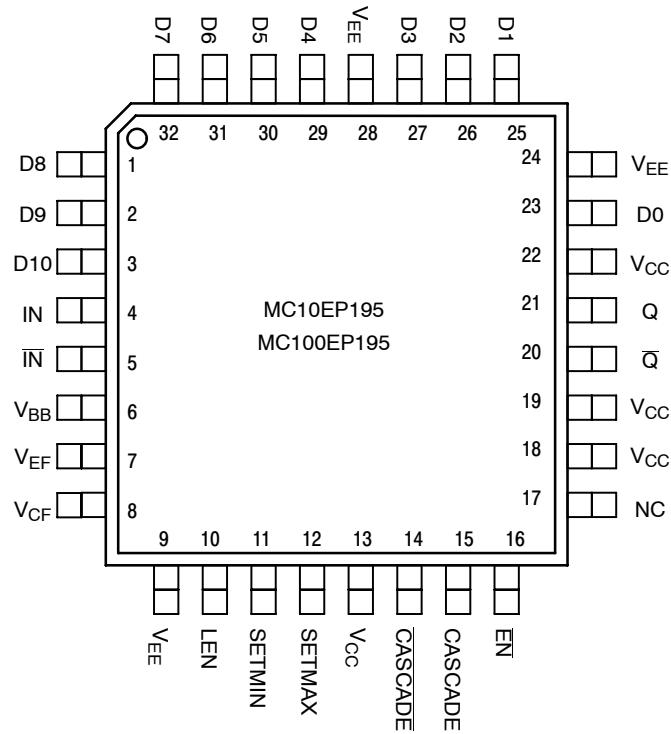 D7 D6 D5 D4 VEE D3 D2 D1
32 31 30 29 28 27 26 25
D8 1 24 VEE
D9 2 23 D0
D10 3 22 VCC
IN 4 MC10EP195 21 Q
I̅N̅ 5 MC100EP195 20 Q̅
VBB 6 19 VCC
VEF 7 18 VCC
VCF 8 17 NC
9 10 11 12 13 14 15 16
VEE LEN SETMIN SETMAX VCC C̅A̅S̅C̅A̅D̅E̅ CASCADE E̅N̅